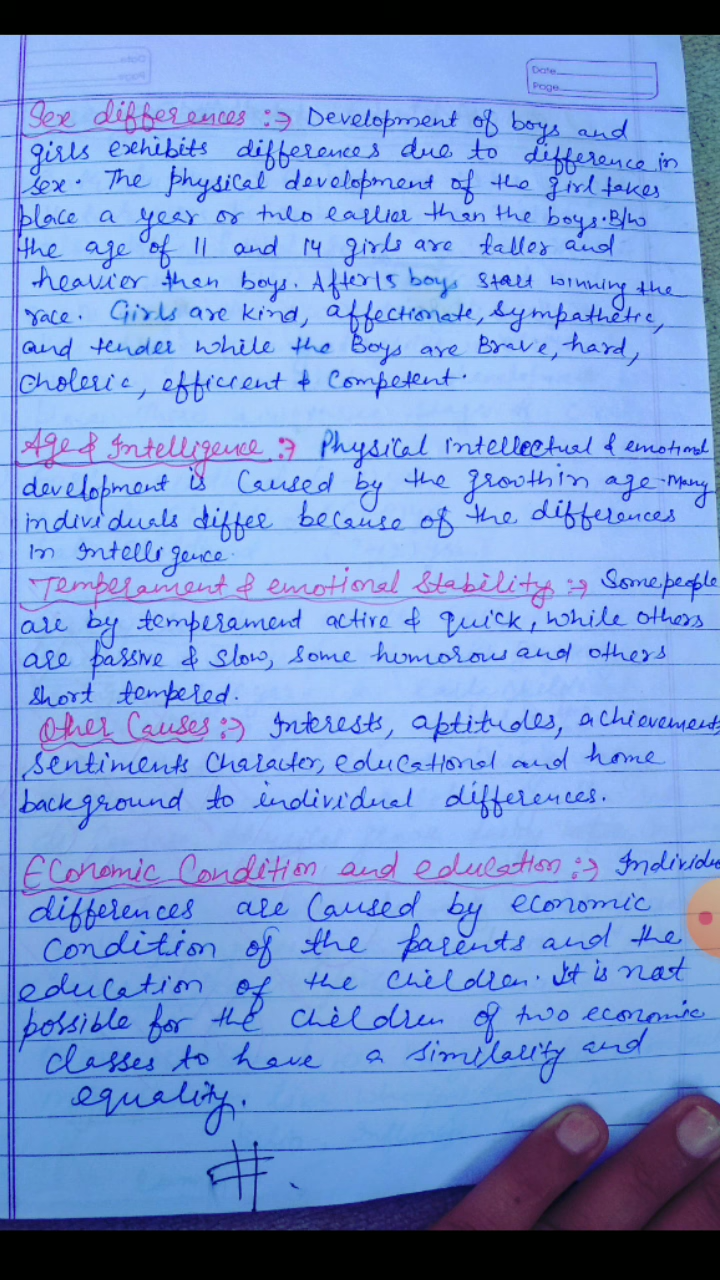 Date
Page
Sex differences :→ Development of boys and
girls exhibits differences due to difference in
sex. The physical development of the girl takes
place a year or two earlier than the boys. B/w
the age of 11 and 14 girls are taller and
heavier than boys. After 15 boys start winning the
race. Girls are kind, affectionate, sympathetic,
and tender while the Boys are Brave, hard,
Choleric, efficient & Competent.
Age & Intelligence :→ Physical intellectual & emotional
development is Caused by the growth in age. Many
individuals differ because of the differences
in Intelligence.
Temperament & emotional Stability :→ Some people
are by temperament active & quick, while others
are passive & slow, some humorous and others
short tempered.
Other Causes :→ Interests, aptitudes, achievements
sentiments Character, educational and home
background to individual differences.
Economic Condition and education :→ Individu
differences are Caused by economic
Condition of the parents and the
education of the Children. It is not
possible for the Children of two economic
classes to have a similarity and
equality.